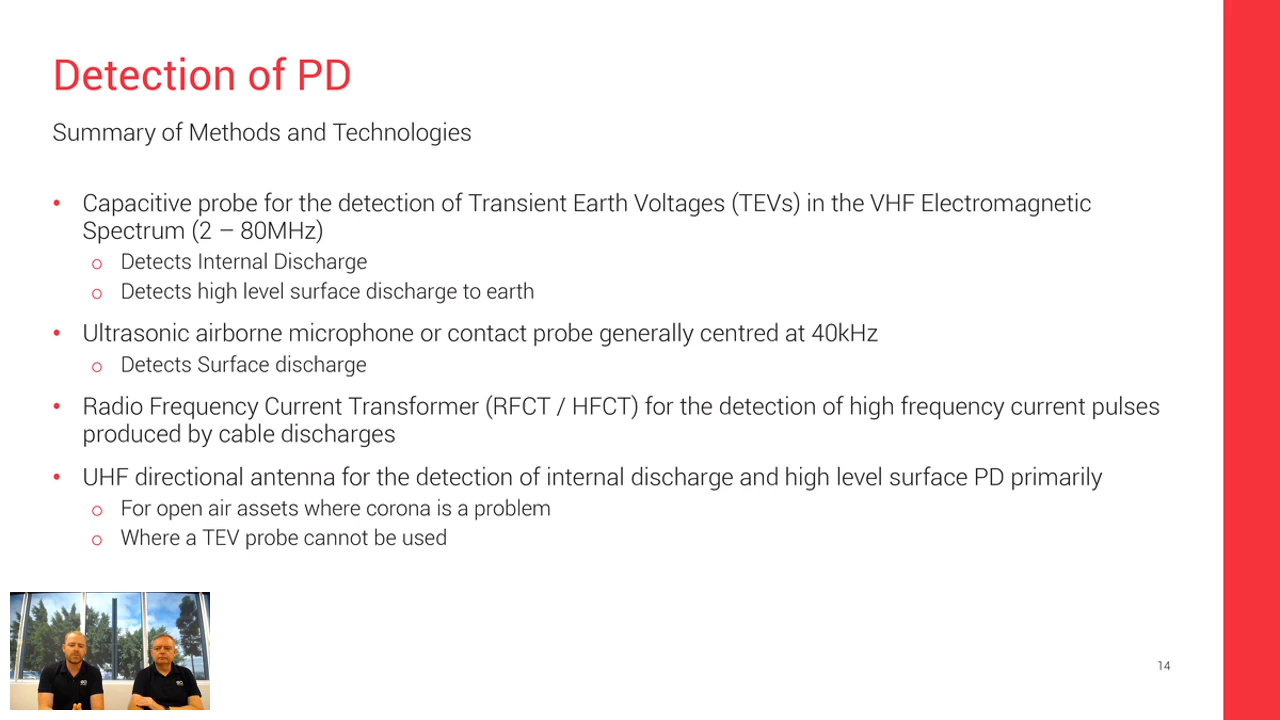 Detection of PD
Summary of Methods and Technologies
• Capacitive probe for the detection of Transient Earth Voltages (TEVs) in the VHF Electromagnetic
Spectrum (2 – 80MHz)
o Detects Internal Discharge
o Detects high level surface discharge to earth
• Ultrasonic airborne microphone or contact probe generally centred at 40kHz
o Detects Surface discharge
• Radio Frequency Current Transformer (RFCT / HFCT) for the detection of high frequency current pulses
produced by cable discharges
• UHF directional antenna for the detection of internal discharge and high level surface PD primarily
o For open air assets where corona is a problem
o Where a TEV probe cannot be used
14